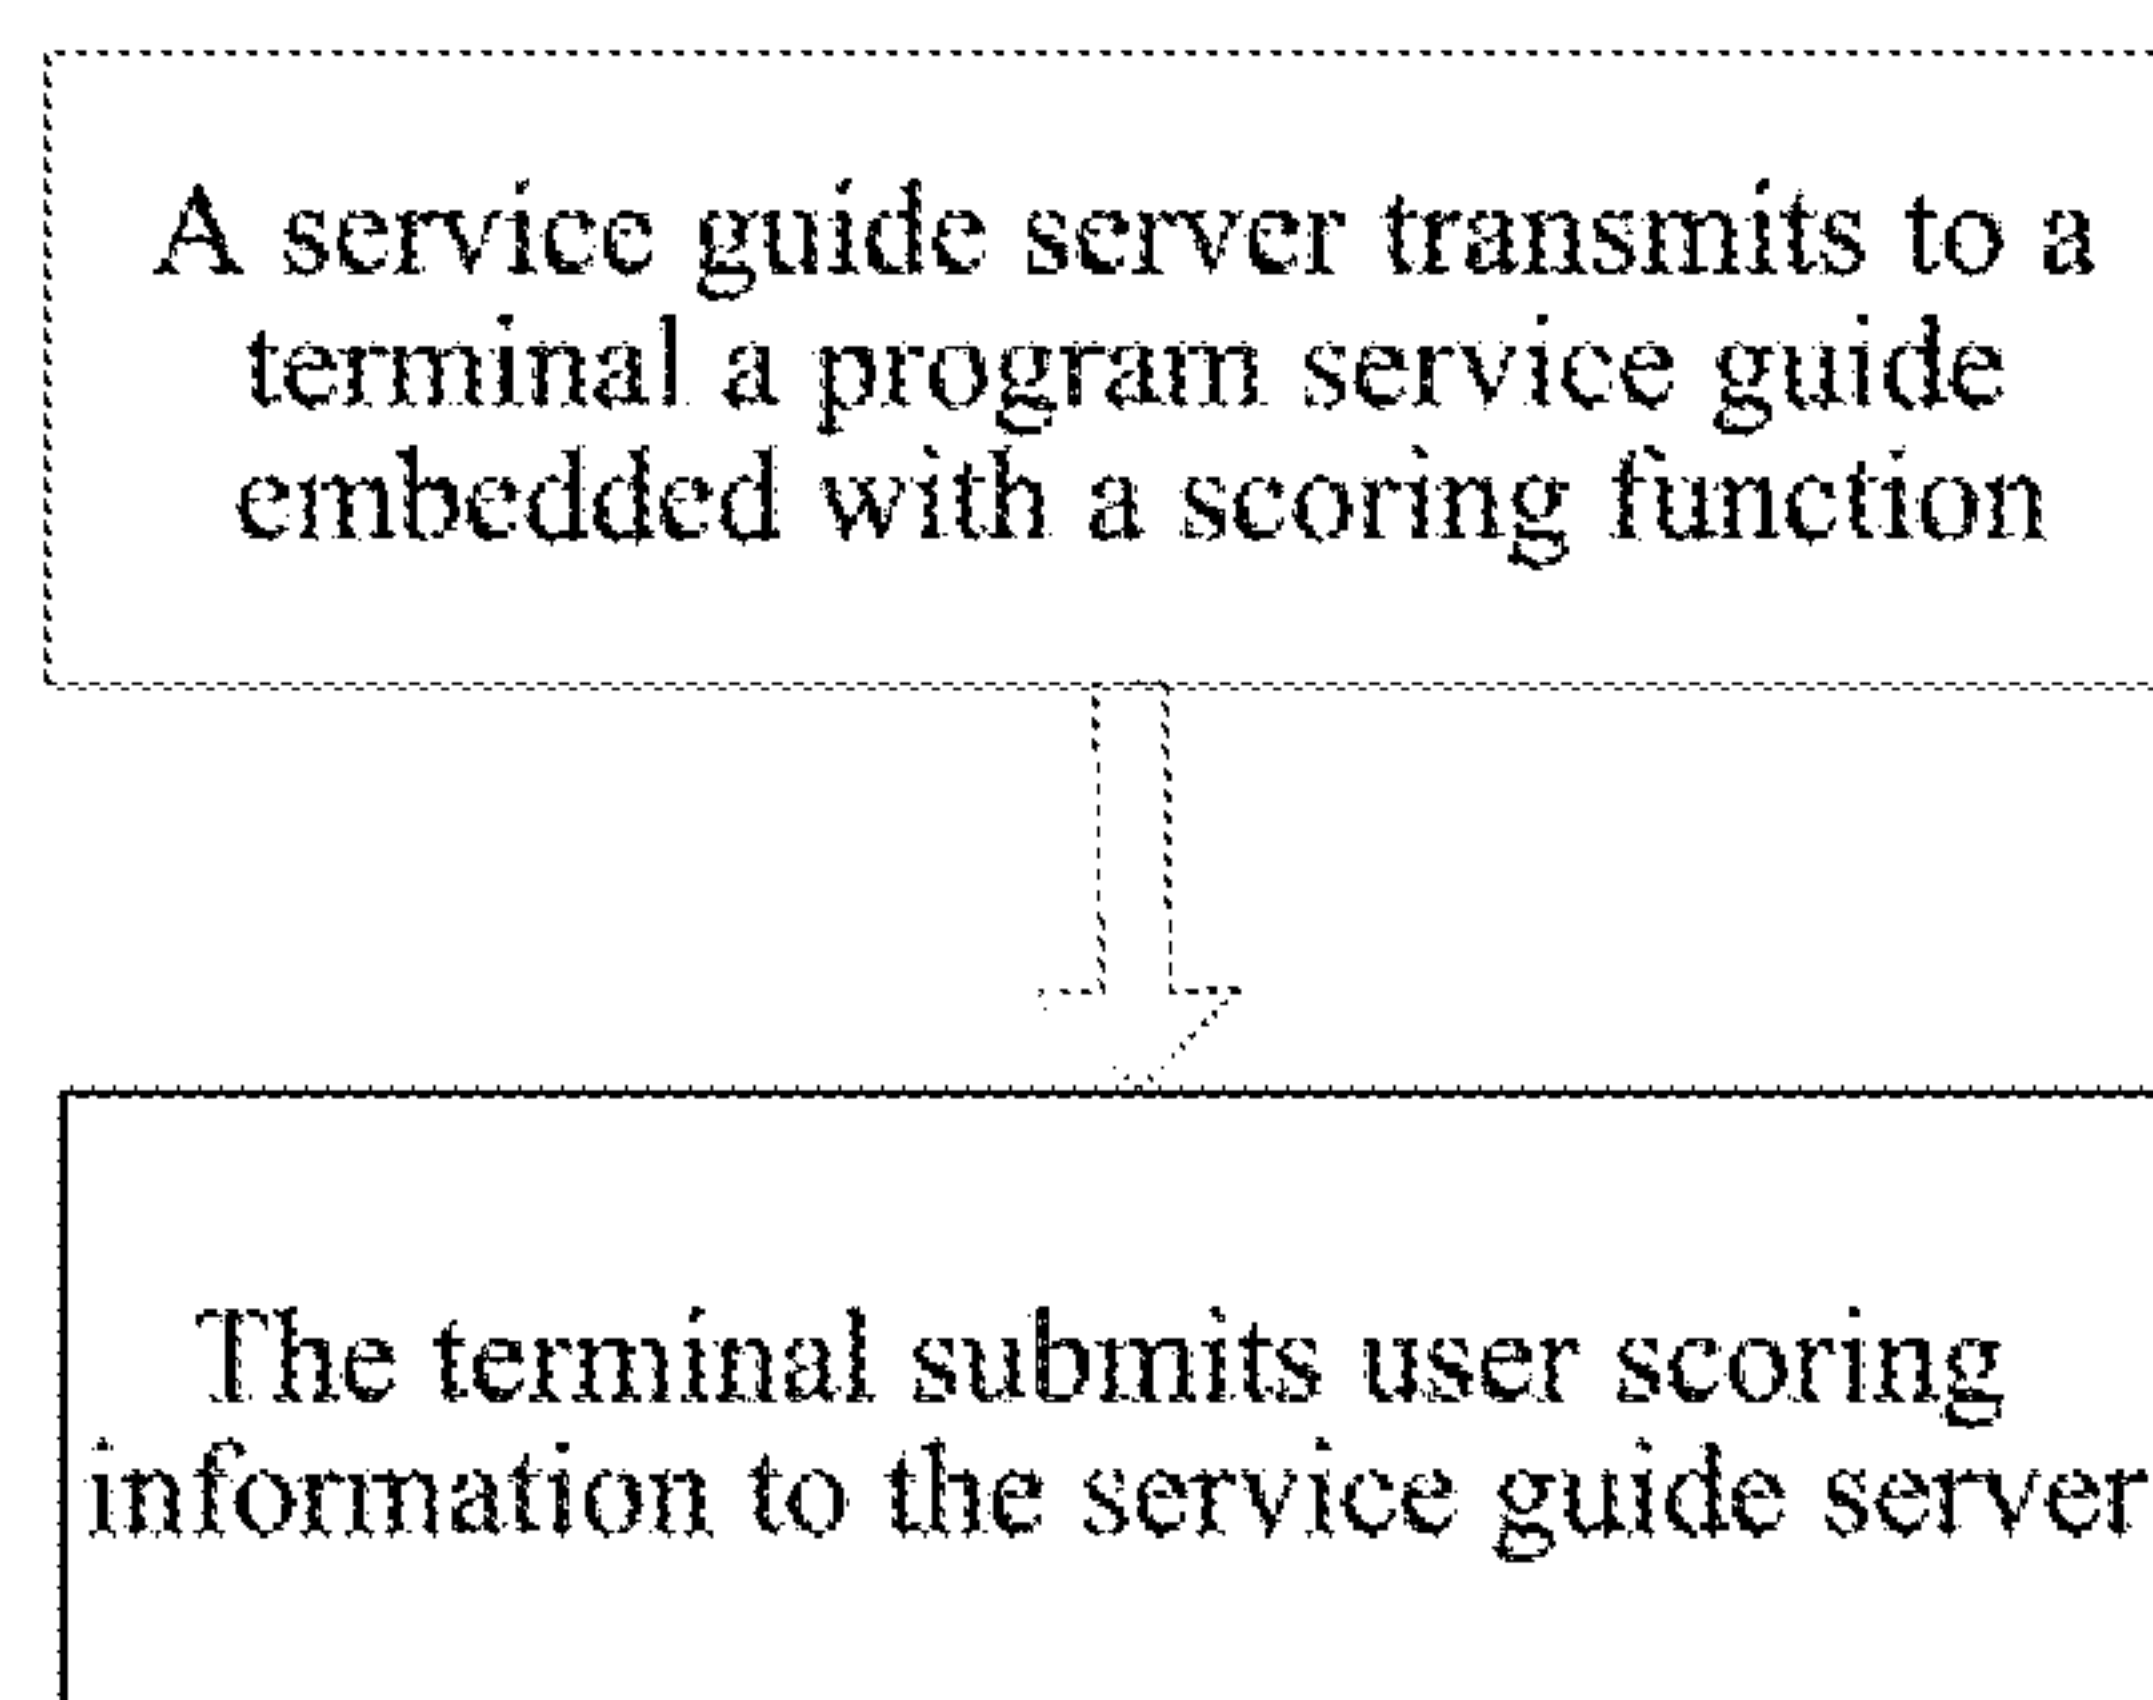 A service guide server transmits to a
terminal a program service guide
embedded with a scoring function
The terminal submits user scoring
information to the service guide server